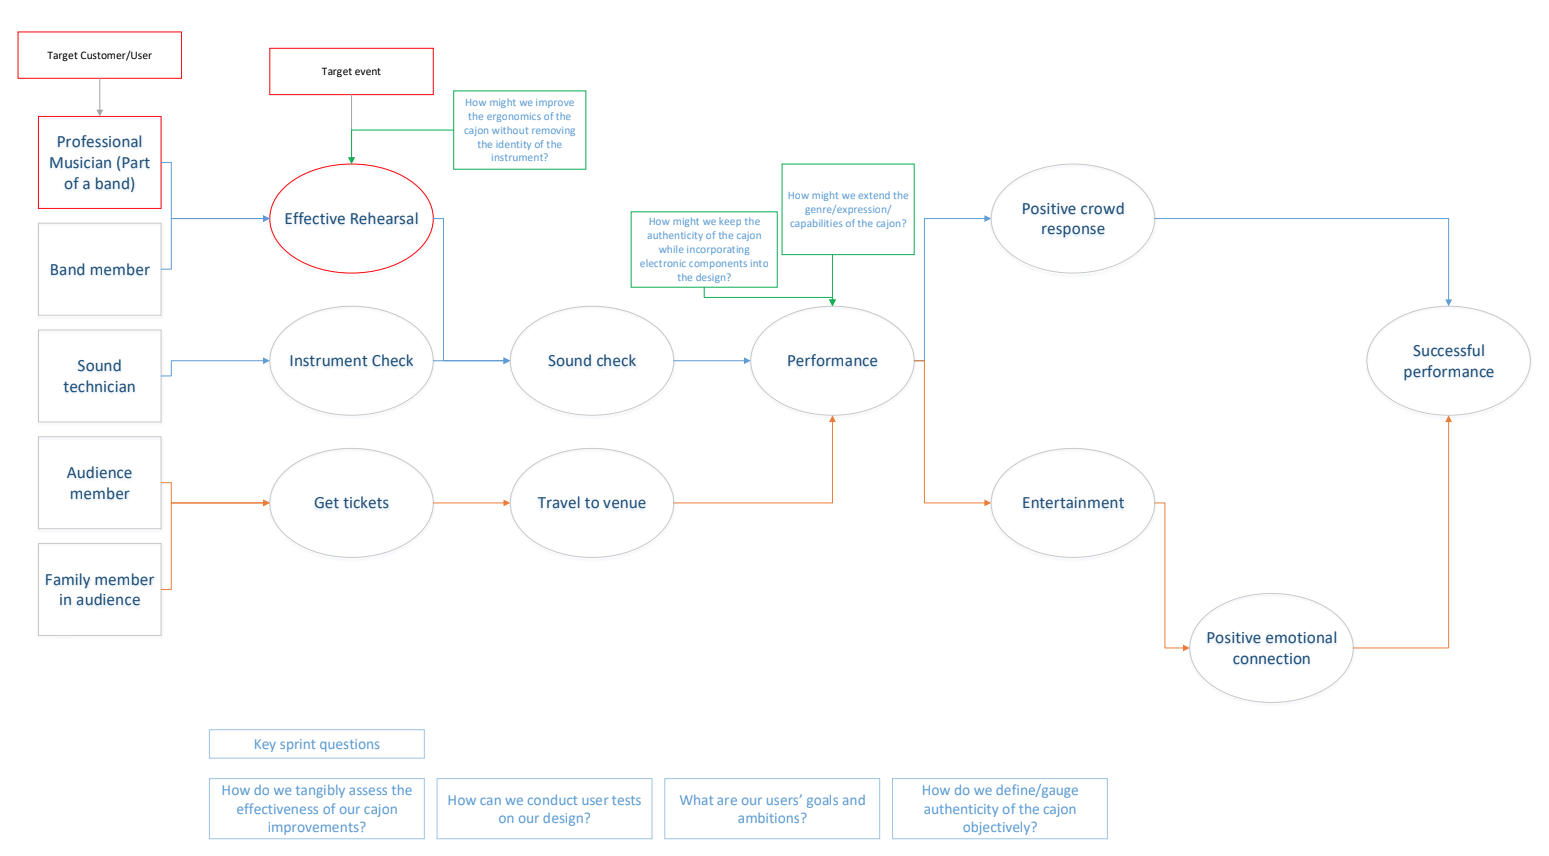 Target Customer/User
Target event
How might we improve
the ergonomics of the
cajon without removing
the identity of the
instrument?
Professional
Musician (Part
of a band)
Effective Rehearsal
How might we extend the
genre/expression/
capabilities of the cajon?
How might we keep the
authenticity of the cajon
while incorporating
electronic components into
the design?
Positive crowd
response
Band member
Sound
technician
Instrument Check
Sound check
Performance
Successful
performance
Audience
member
Get tickets
Travel to venue
Entertainment
Family member
in audience
Positive emotional
connection
Key sprint questions
How do we tangibly assess the
effectiveness of our cajon
improvements?
How can we conduct user tests
on our design?
What are our users’ goals and
ambitions?
How do we define/gauge
authenticity of the cajon
objectively?